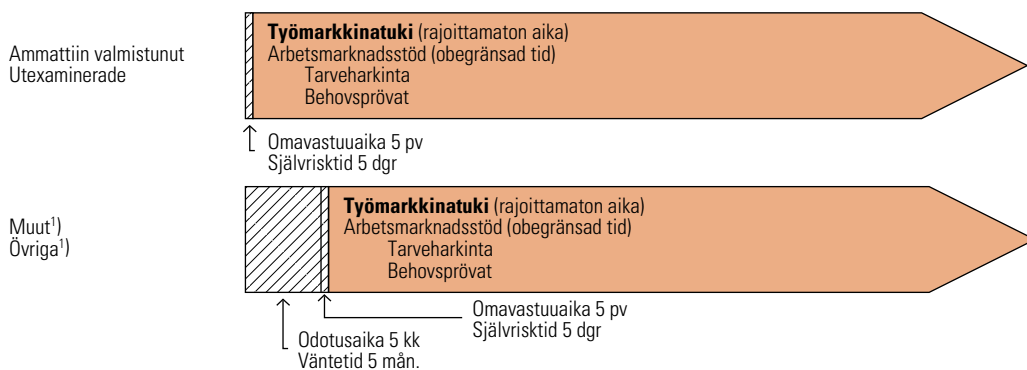 Ammattiin valmistunut
Utexaminerade
Työmarkkinatuki (rajoittamaton aika)
Arbetsmarknadsstöd (obegränsad tid)
Tarveharkinta
Behovsprövat
Omavastuuaika 5 pv
Självrisktid 5 dgr
Muut¹)
Övriga¹)
Työmarkkinatuki (rajoittamaton aika)
Arbetsmarknadsstöd (obegränsad tid)
Tarveharkinta
Behovsprövat
Omavastuuaika 5 pv
Självrisktid 5 dgr
Odotusaika 5 kk
Väntetid 5 mån.